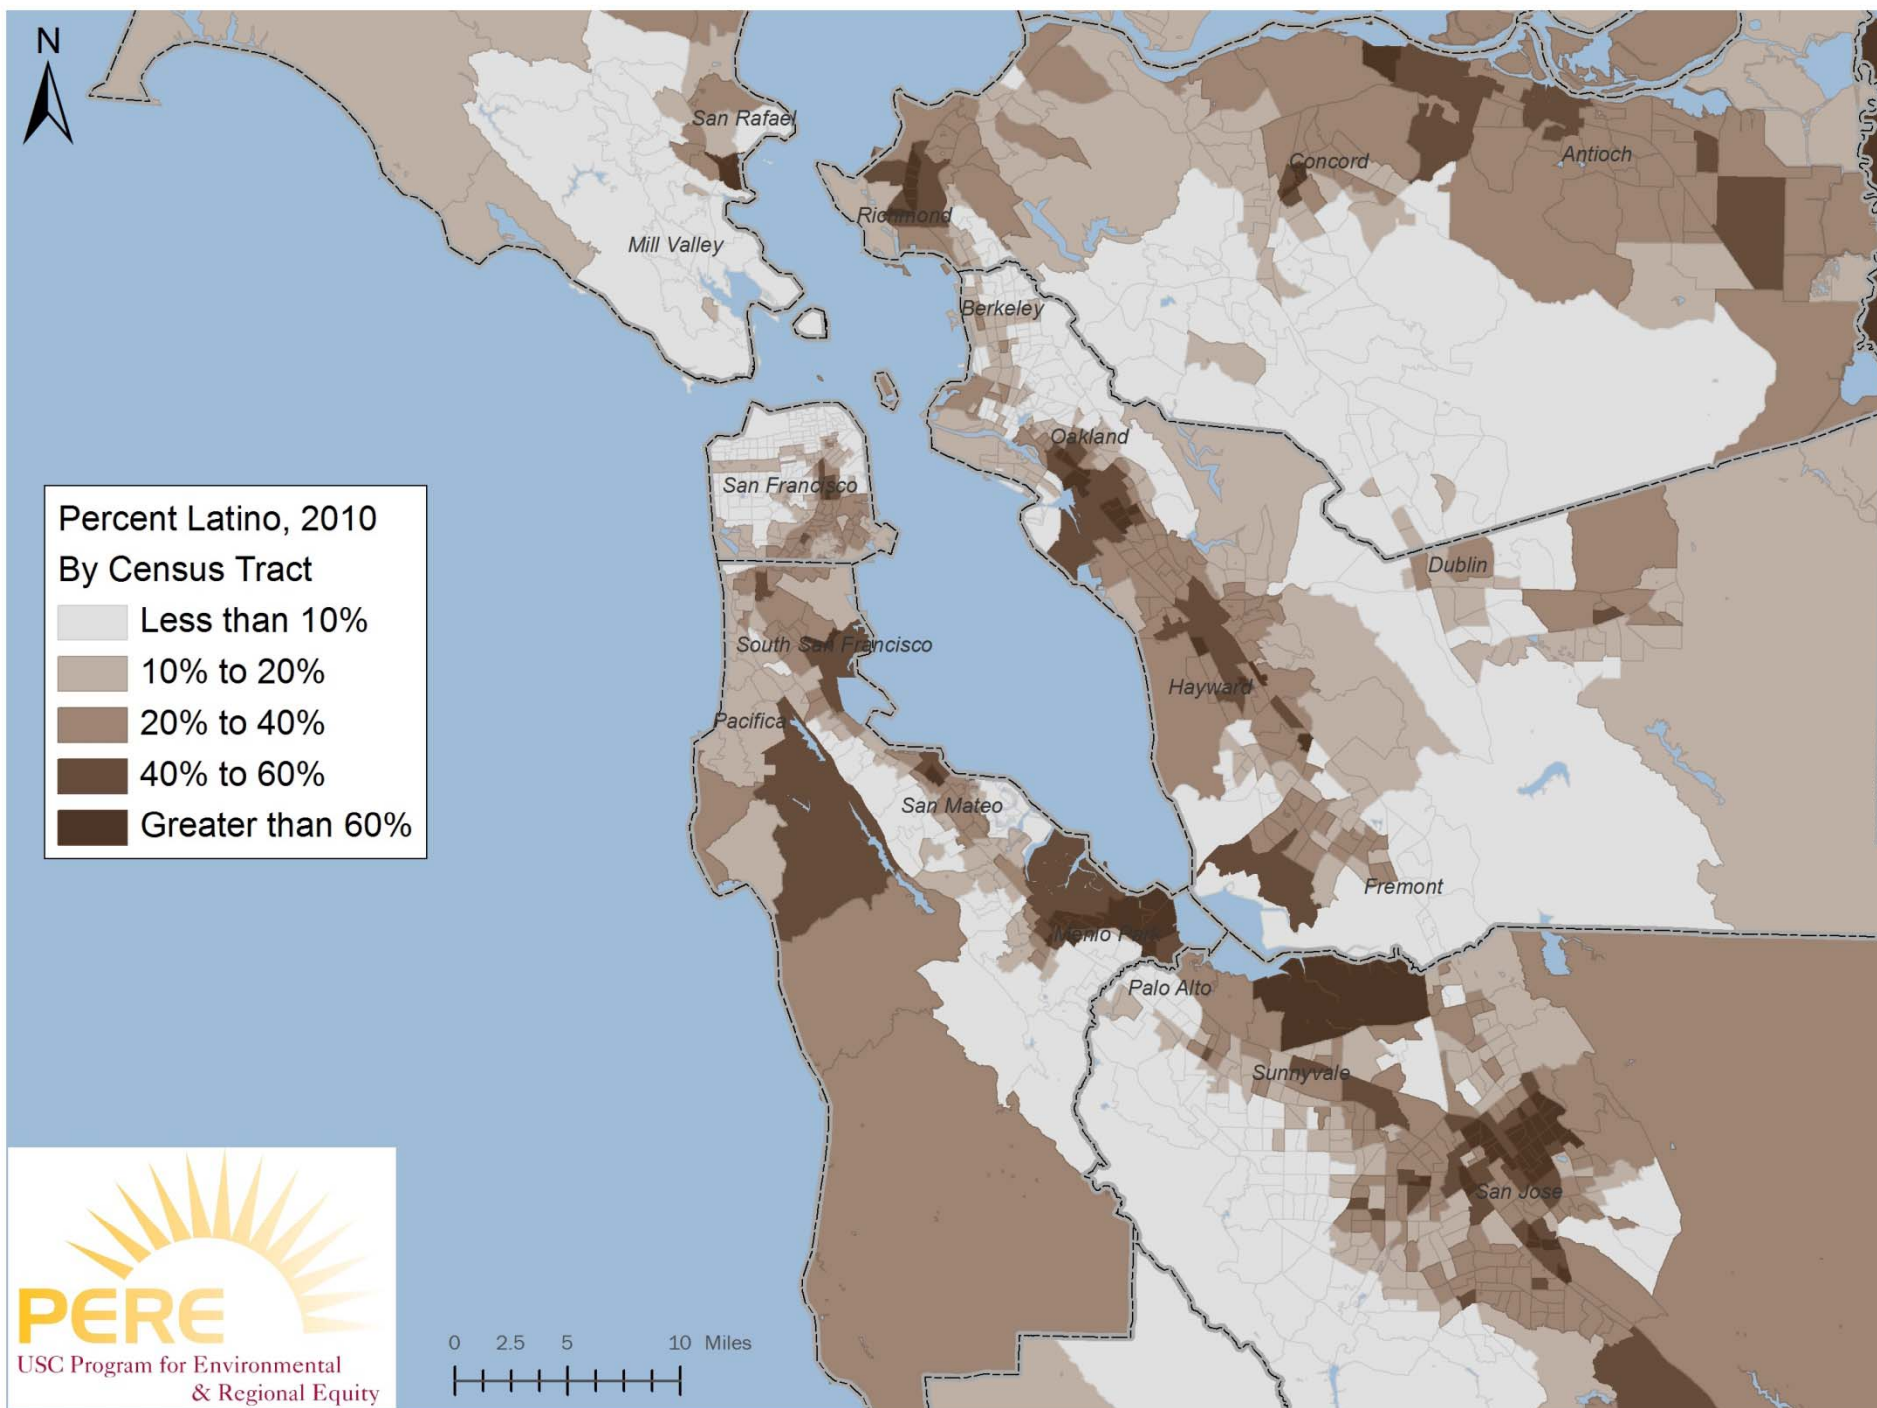 N
San Rafael
Concord
Antioch
Richmond
Mill Valley
Berkeley
Oakland
San Francisco
Percent Latino, 2010
By Census Tract
Less than 10%
10% to 20%
20% to 40%
40% to 60%
Greater than 60%
Dublin
South San Francisco
Hayward
Pacifica
San Mateo
Fremont
Menlo Park
Palo Alto
Sunnyvale
San Jose
PERE
USC Program for Environmental
& Regional Equity
0 2.5 5 10 Miles